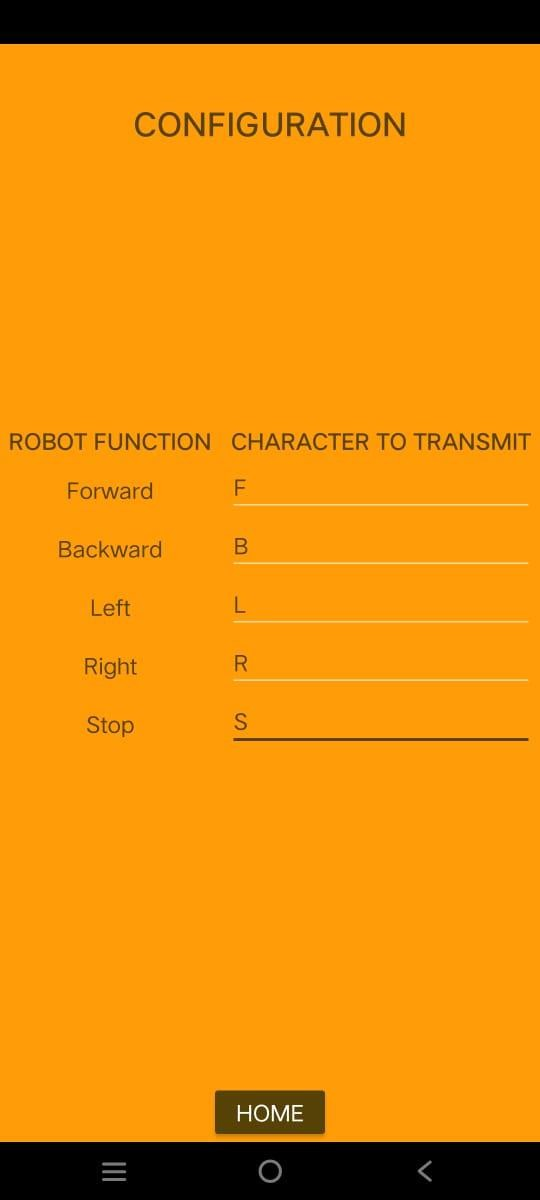 CONFIGURATION
ROBOT FUNCTION CHARACTER TO TRANSMIT
Forward F
Backward B
Left L
Right R
Stop S
HOME